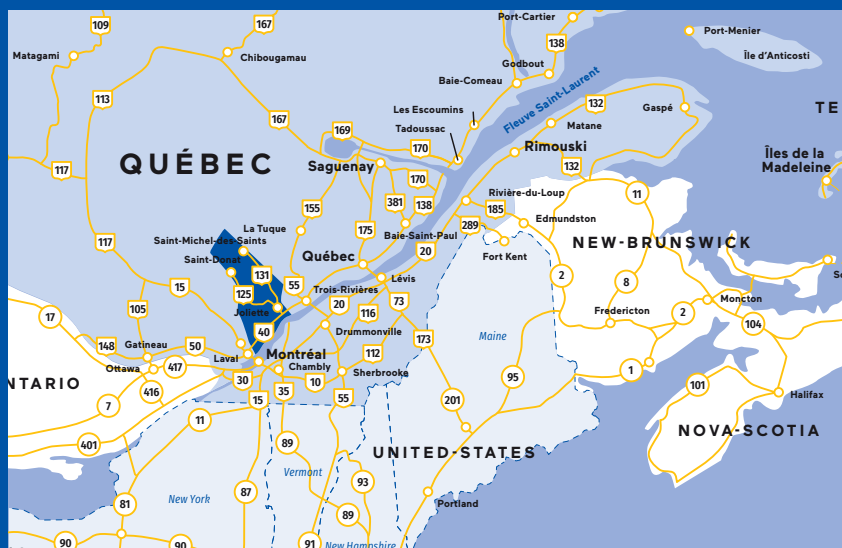 109
167
Port-Cartier
Port-Menier
Matagami
Chibougamau
138
Île d'Anticosti
Godbout
Baie-Comeau
113
Fleuve Saint-Laurent
132
Gaspé
TE
167
Les Escoumins
Tadoussac
Matane
169
170
Rimouski
QUÉBEC
Saguenay
132
Îles de la
Madeleine
117
170
11
Rivière-du-Loup
155
381
138
185
Edmundston
La Tuque
175
Baie-Saint-Paul
289
117
Saint-Michel-des-Saints
Québec
20
Fort Kent
NEW-BRUNSWICK
Saint-Donat
131
55
Lévis
2
8
So
15
125
Trois-Rivières
20
73
Moncton
105
Joliette
116
Fredericton
2
17
40
Drummonville
173
Maine
104
148
Gatineau
50
Laval
Montréal
112
Ottawa
417
Chambly
Sherbrooke
1
NTARIO
30
10
95
101
416
35
55
Halifax
7
15
201
11
NOVA-SCOTIA
401
89
UNITED-STATES
Vermont
93
New York
87
Portland
81
89
90
90
91
New Hampshire